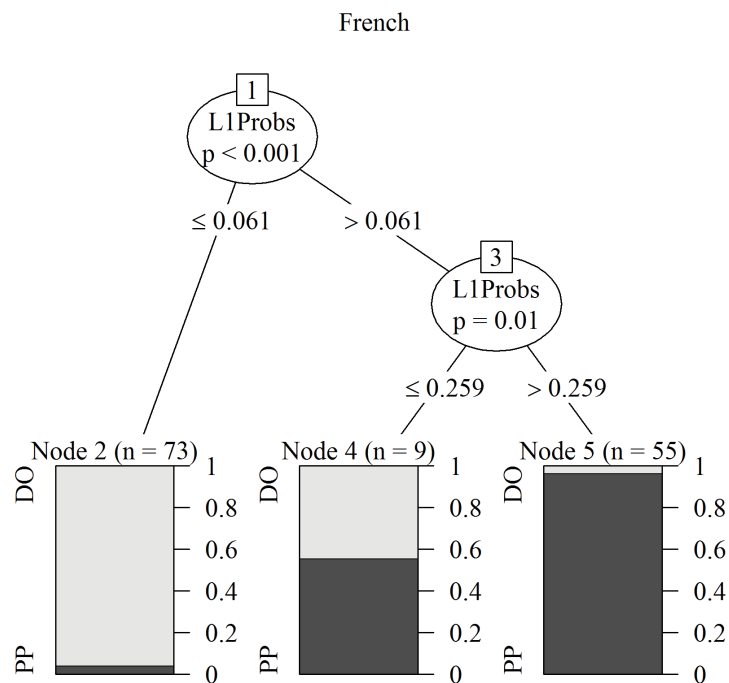 French
1
L1Probs
p < 0.001
≤ 0.061
> 0.061
3
L1Probs
p = 0.01
≤ 0.259
> 0.259
Node 2 (n = 73)
DO
PP
1
0.8
0.6
0.4
0.2
0
Node 4 (n = 9)
DO
PP
1
0.8
0.6
0.4
0.2
0
Node 5 (n = 55)
DO
PP
1
0.8
0.6
0.4
0.2
0